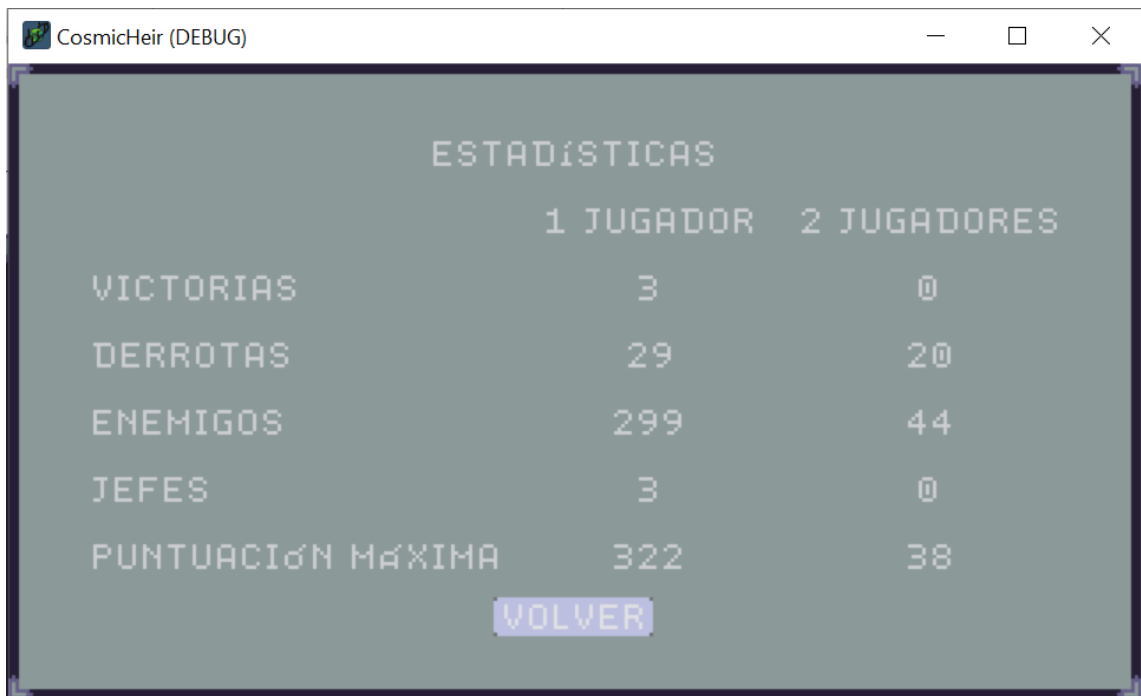 CosmicHeir (DEBUG)
ESTADíSTICAS
1 JUGADOR 2 JUGADORES
VICTORIAS 3 0
DERROTAS 29 20
ENEMIGOS 299 44
JEFES 3 0
PUNTUACIóN MáXIMA 322 38
VOLVER